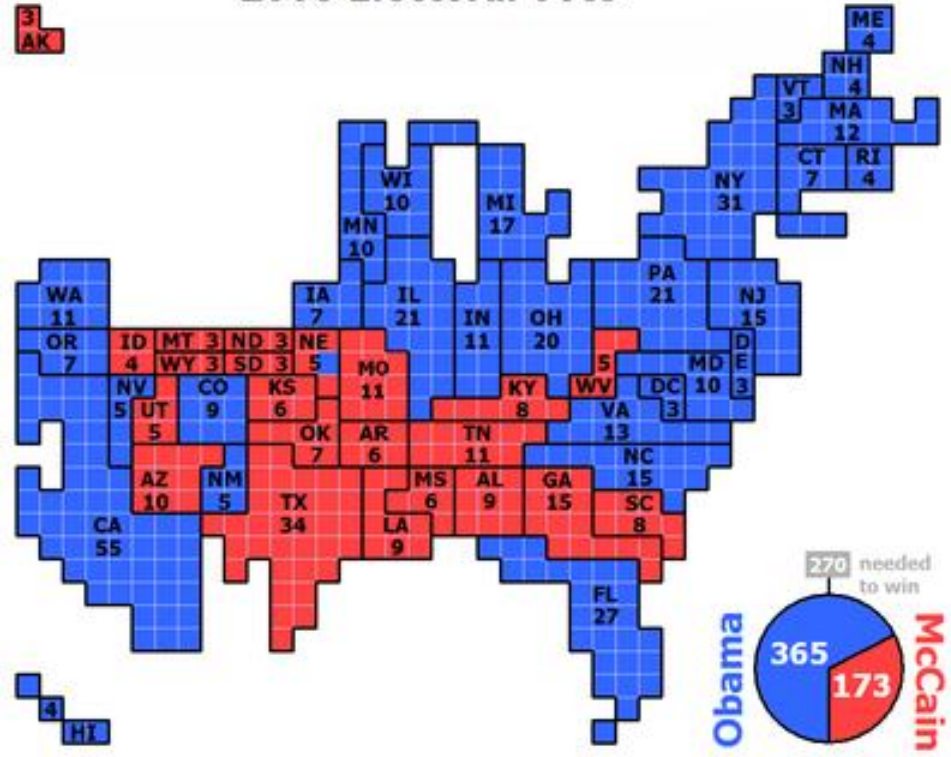 3
AK
ME
4
NH
4
VT
3
MA
12
CT
7
RI
4
NY
31
WI
10
MI
17
MN
10
PA
21
NJ
15
WA
11
IA
7
IL
21
IN
11
OH
20
OR
7
ID
4
MT 3
ND 3
NE
5
WY 3
SD 3
MO
11
5
WV
MD
10
D
E
3
DC
3
NV
5
UT
5
CO
9
KS
6
KY
8
VA
13
OK
7
AR
6
TN
11
NC
15
AZ
10
NM
5
TX
34
MS
6
AL
9
GA
15
SC
8
LA
9
CA
55
FL
27
4
HI
270 needed
to win
Obama
365
173
McCain